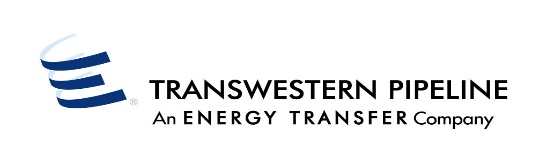 TRANSWESTERN PIPELINE
® An ENERGY TRANSFER Company